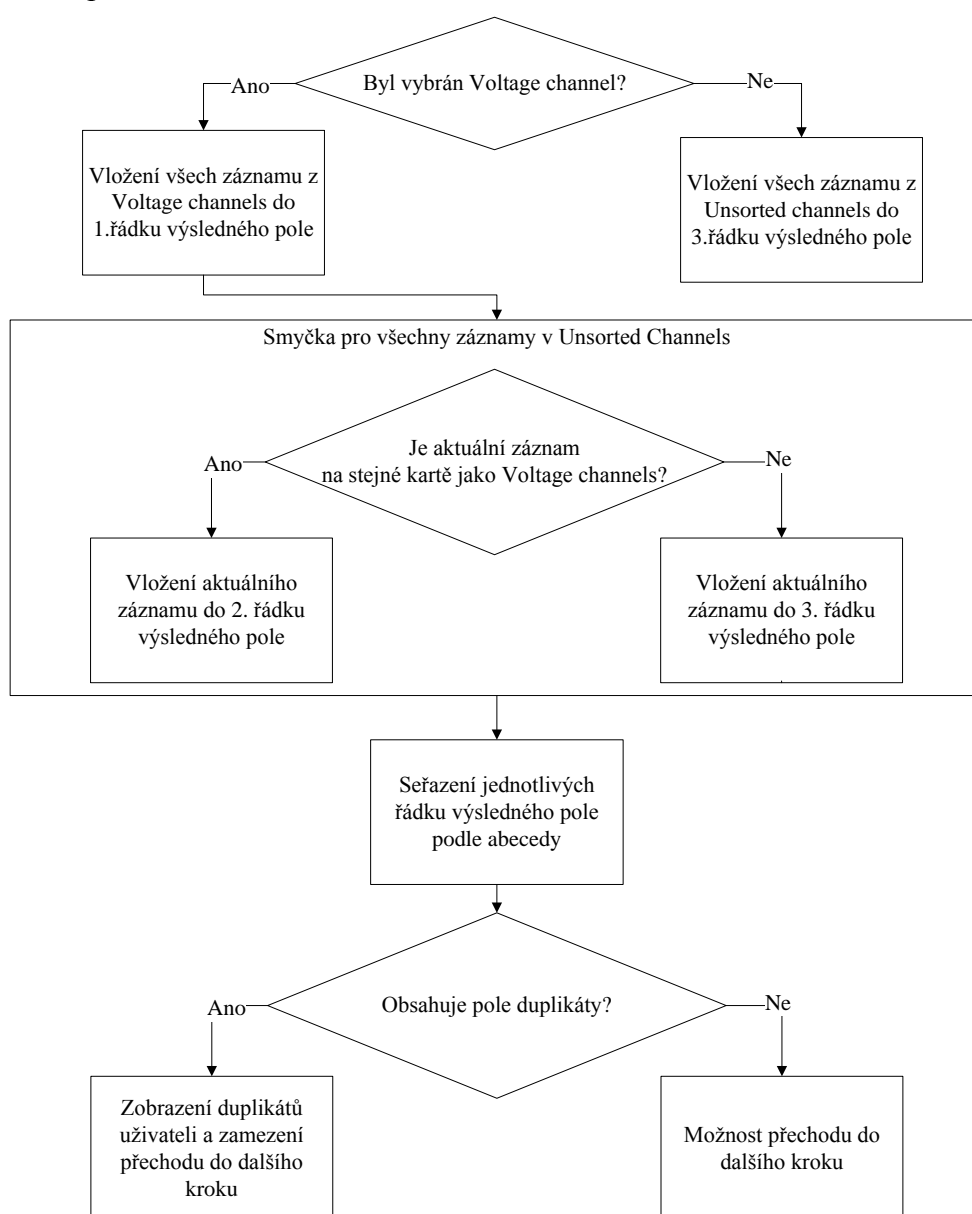 Byl vybrán Voltage channel?
Ano
Ne
Vložení všech záznamu z
Voltage channels do
1.řádku výsledného pole
Vložení všech záznamu z
Unsorted channels do
3.řádku výsledného pole
Smyčka pro všechny záznamy v Unsorted Channels
Je aktuální záznam
na stejné kartě jako Voltage channels?
Ano
Ne
Vložení aktuálního
záznamu do 2. řádku
výsledného pole
Vložení aktuálního
záznamu do 3. řádku
výsledného pole
Seřazení jednotlivých
řádku výsledného pole
podle abecedy
Obsahuje pole duplikáty?
Ano
Ne
Zobrazení duplikátů
uživateli a zamezení
přechodu do dalšího
kroku
Možnost přechodu do
dalšího kroku